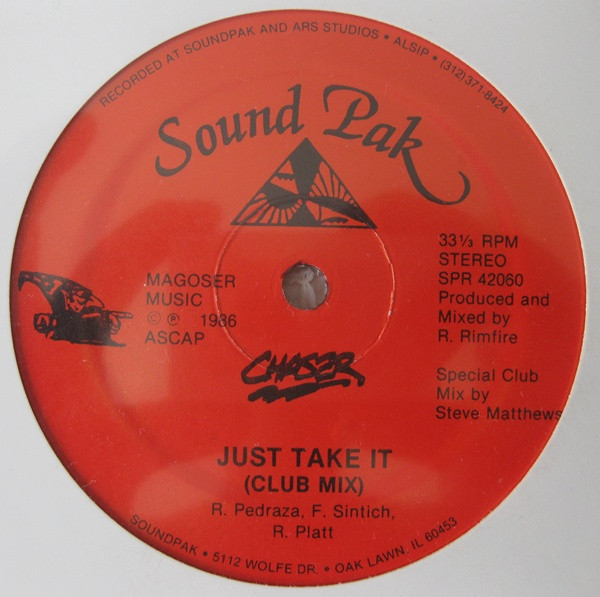 RECORDED AT SOUNDPAK AND ARS STUDIOS • ALSIP • (312)371-8424
Sound Pak
MAGOSER
MUSIC
© ℗ 1986
ASCAP
33 1/3 RPM
STEREO
SPR 42060
Produced and
Mixed by
R. Rimfire
Special Club
Mix by
Steve Matthews
CHASER
JUST TAKE IT
(CLUB MIX)
R. Pedraza, F. Sintich,
R. Platt
SOUNDPAK • 5112 WOLFE DR. • OAK LAWN, IL 60453